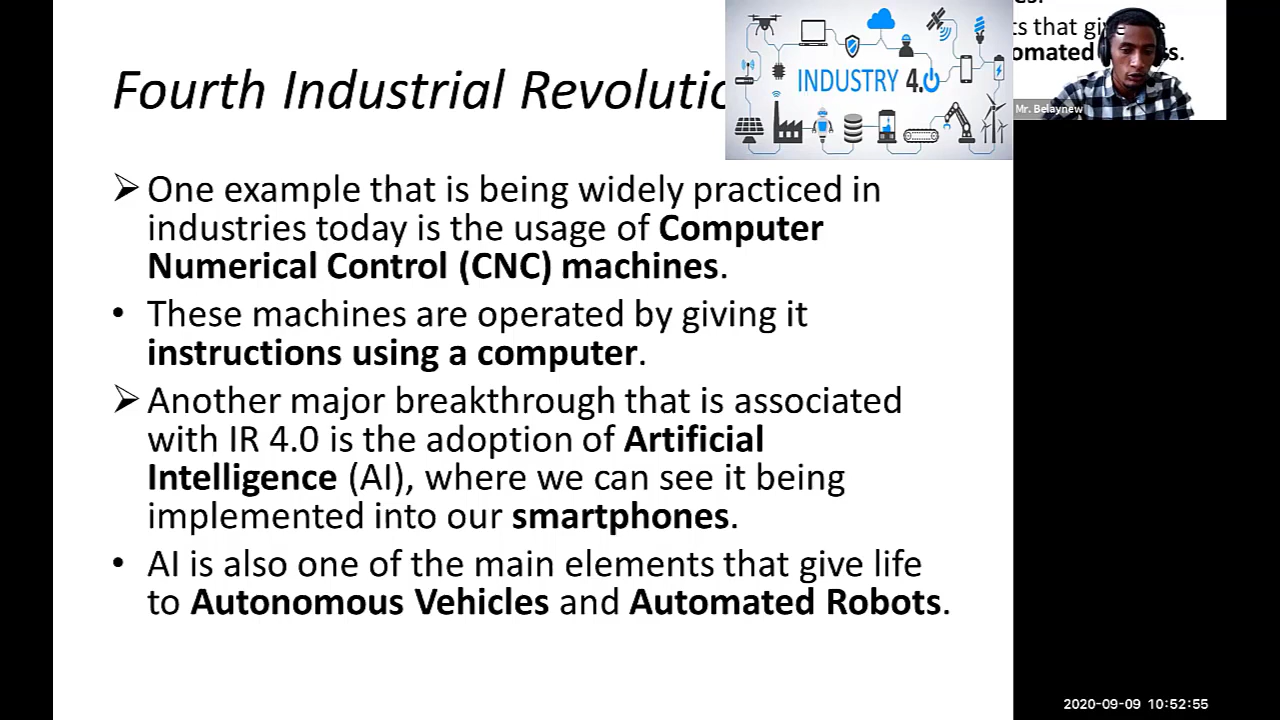 Fourth Industrial Revolutio
INDUSTRY 4.0
ts that give
omated
s.
Mr. Belaynew
➢ One example that is being widely practiced in
industries today is the usage of Computer
Numerical Control (CNC) machines.
• These machines are operated by giving it
instructions using a computer.
➢ Another major breakthrough that is associated
with IR 4.0 is the adoption of Artificial
Intelligence (AI), where we can see it being
implemented into our smartphones.
• AI is also one of the main elements that give life
to Autonomous Vehicles and Automated Robots.
2020-09-09 10:52:55